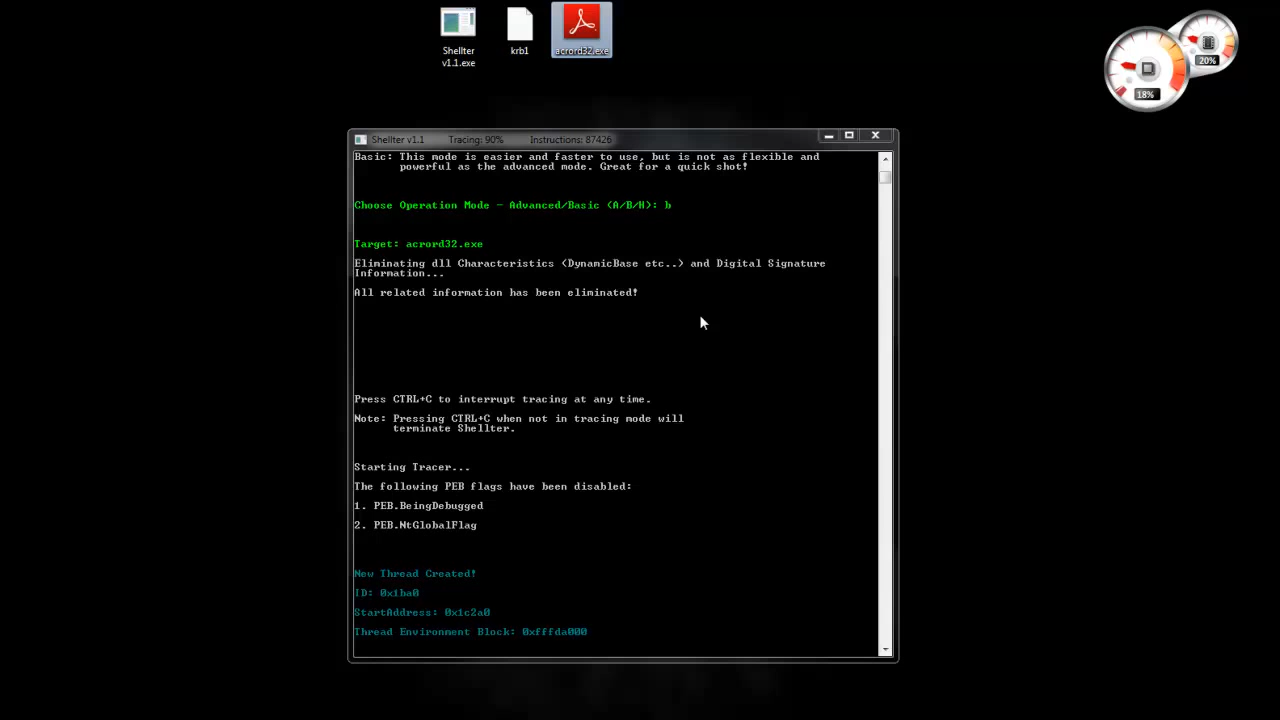 Shellter
v1.1.exe
krb1
acrord32.exe
20%
18%
Shellter v1.1 Tracing: 90% Instructions: 87426
Basic: This mode is easier and faster to use, but is not as flexible and
powerful as the advanced mode. Great for a quick shot!
Choose Operation Mode - Advanced/Basic (A/B/H): b
Target: acrord32.exe
Eliminating dll Characteristics (DynamicBase etc..) and Digital Signature
Information...
All related information has been eliminated!
Press CTRL+C to interrupt tracing at any time.
Note: Pressing CTRL+C when not in tracing mode will
terminate Shellter.
Starting Tracer...
The following PEB flags have been disabled:
1. PEB.BeingDebugged
2. PEB.NtGlobalFlag
New Thread Created!
ID: 0x1ba0
StartAddress: 0x1c2a0
Thread Environment Block: 0xfffda000